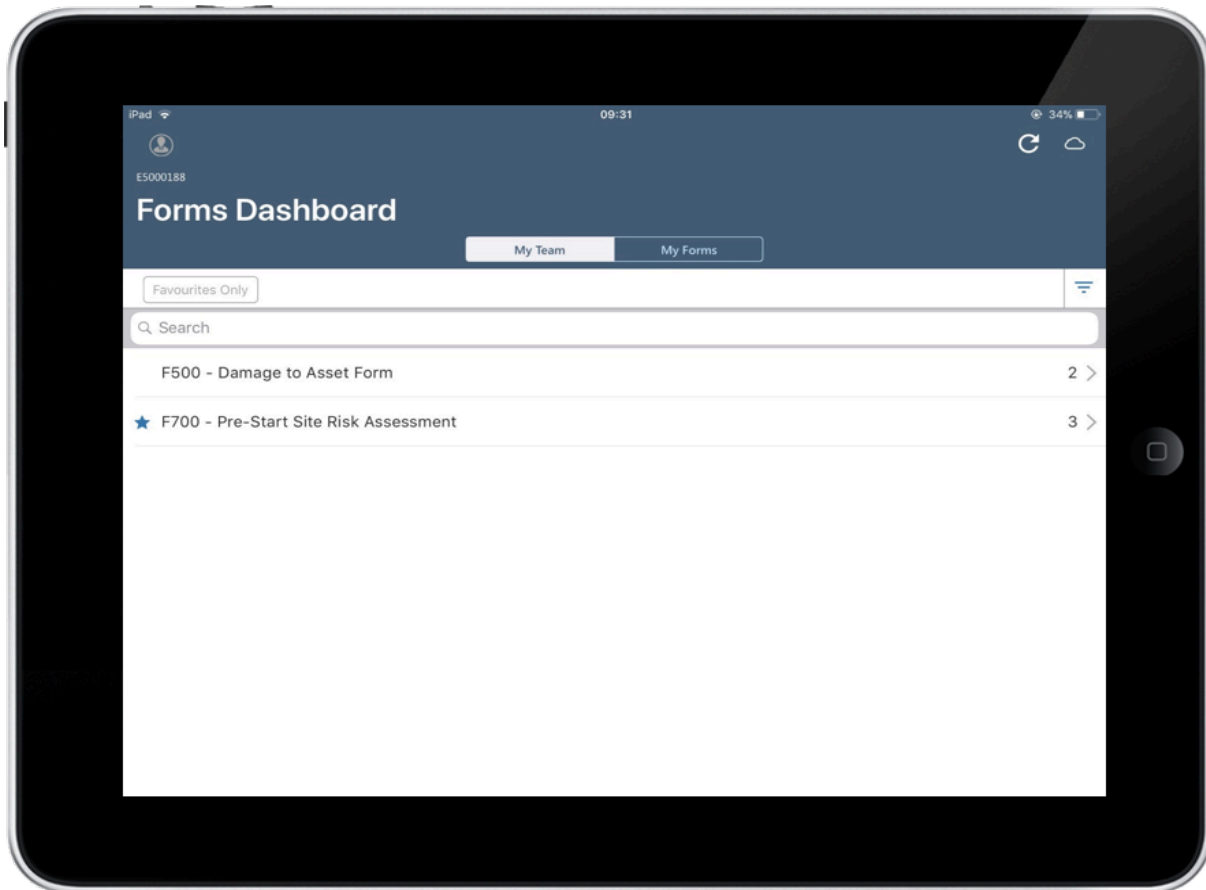 iPad 09:31 34%
E5000188
Forms Dashboard
My Team My Forms
Favourites Only
Search
F500 - Damage to Asset Form 2
F700 - Pre-Start Site Risk Assessment 3